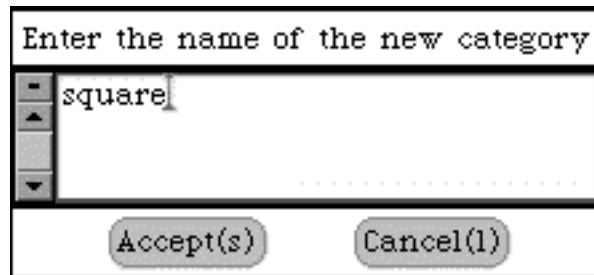 Enter the name of the new category
square
Accept(s) Cancel(l)